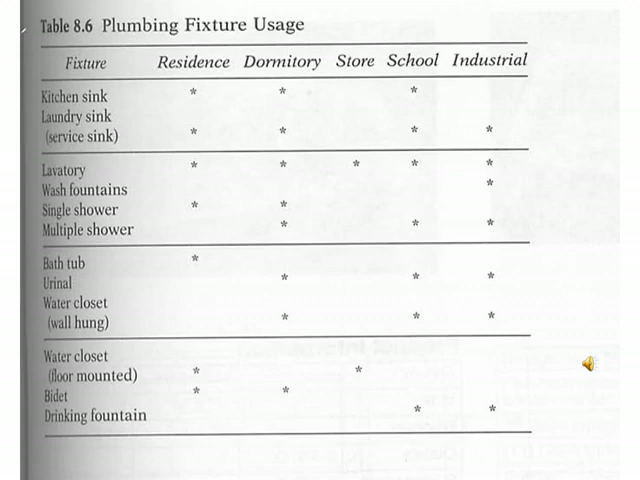 Table 8.6 Plumbing Fixture Usage
Fixture Residence Dormitory Store School Industrial
Kitchen sink * * *
Laundry sink
(service sink) * * * *
Lavatory * * * * *
Wash fountains *
Single shower * *
Multiple shower * * *
Bath tub *
Urinal * * *
Water closet
(wall hung) * * *
Water closet
(floor mounted) * *
Bidet * *
Drinking fountain * *